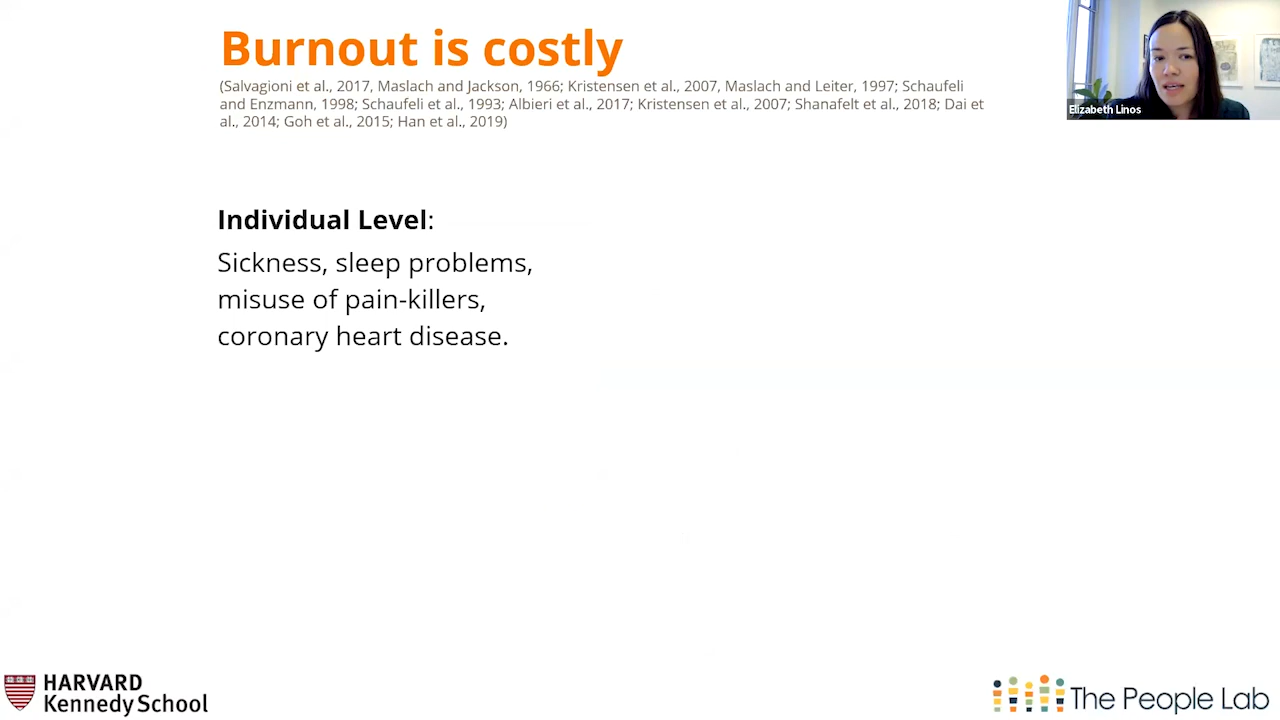 Burnout is costly
(Salvagioni et al., 2017, Maslach and Jackson, 1966; Kristensen et al., 2007, Maslach and Leiter, 1997; Schaufeli
and Enzmann, 1998; Schaufeli et al., 1993; Albieri et al., 2017; Kristensen et al., 2007; Shanafelt et al., 2018; Dai et
al., 2014; Goh et al., 2015; Han et al., 2019)
Elizabeth Linos
Individual Level:
Sickness, sleep problems,
misuse of pain-killers,
coronary heart disease.
HARVARD
Kennedy School
The People Lab